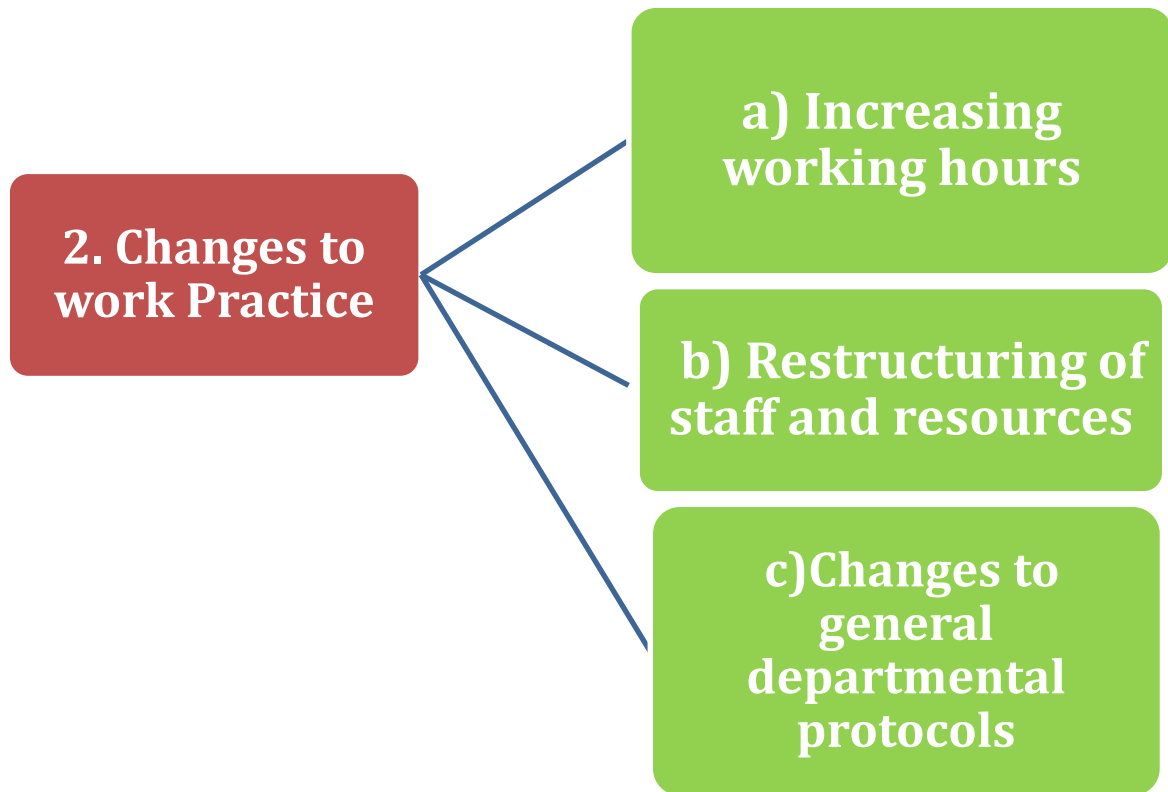 2. Changes to
work Practice
a) Increasing
working hours
b) Restructuring of
staff and resources
c)Changes to
general
departmental
protocols